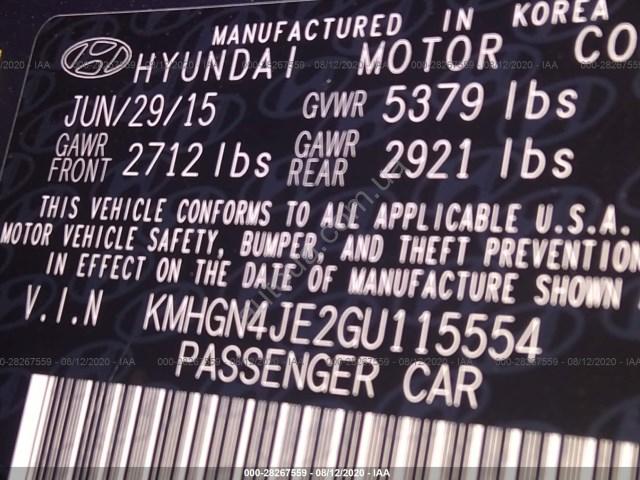 MANUFACTURED IN KOREA
HYUNDAI MOTOR CO
JUN/29/15 GVWR 5379 lbs
GAWR FRONT 2712 lbs GAWR REAR 2921 lbs
THIS VEHICLE CONFORMS TO ALL APPLICABLE U.S.A.
MOTOR VEHICLE SAFETY, BUMPER, AND THEFT PREVENTION
IN EFFECT ON THE DATE OF MANUFACTURE SHOWN
V.I.N KMHGN4JE2GU115554
PASSENGER CAR
000-28267559 - 08/12/2020 - IAA